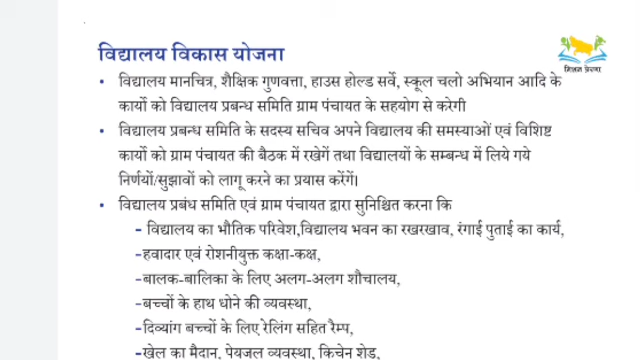 विद्यालय विकास योजना
मिशन प्रेरणा
• विद्यालय मानचित्र, शैक्षिक गुणवत्ता, हाउस होल्ड सर्वे, स्कूल चलो अभियान आदि के
कार्यो को विद्यालय प्रबन्ध समिति ग्राम पंचायत के सहयोग से करेगी
• विद्यालय प्रबन्ध समिति के सदस्य सचिव अपने विद्यालय की समस्याओं एवं विशिष्ट
कार्यों को ग्राम पंचायत की बैठक में रखेगें तथा विद्यालयों के सम्बन्ध में लिये गये
निर्णयों/सुझावों को लागू करने का प्रयास करेंगें।
• विद्यालय प्रबंध समिति एवं ग्राम पंचायत द्वारा सुनिश्चित करना कि
– विद्यालय का भौतिक परिवेश,विद्यालय भवन का रखरखाव, रंगाई पुताई का कार्य,
–हवादार एवं रोशनीयुक्त कक्षा-कक्ष,
–बालक-बालिका के लिए अलग-अलग शौचालय,
–बच्चों के हाथ धोने की व्यवस्था,
–दिव्यांग बच्चों के लिए रेलिंग सहित रैम्प,
–खेल का मैदान, पेयजल व्यवस्था, किचेन शेड,